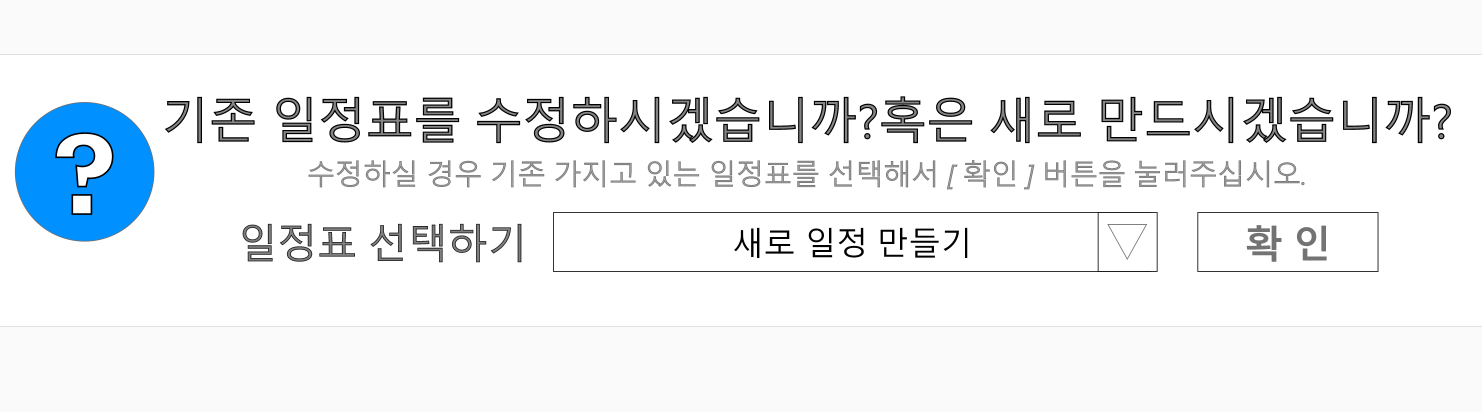 ?
기존 일정표를 수정하시겠습니까?혹은 새로 만드시겠습니까?
수정하실 경우 기존 가지고 있는 일정표를 선택해서 [ 확인 ] 버튼을 눌러주십시오.
일정표 선택하기 새로 일정 만들기 확 인